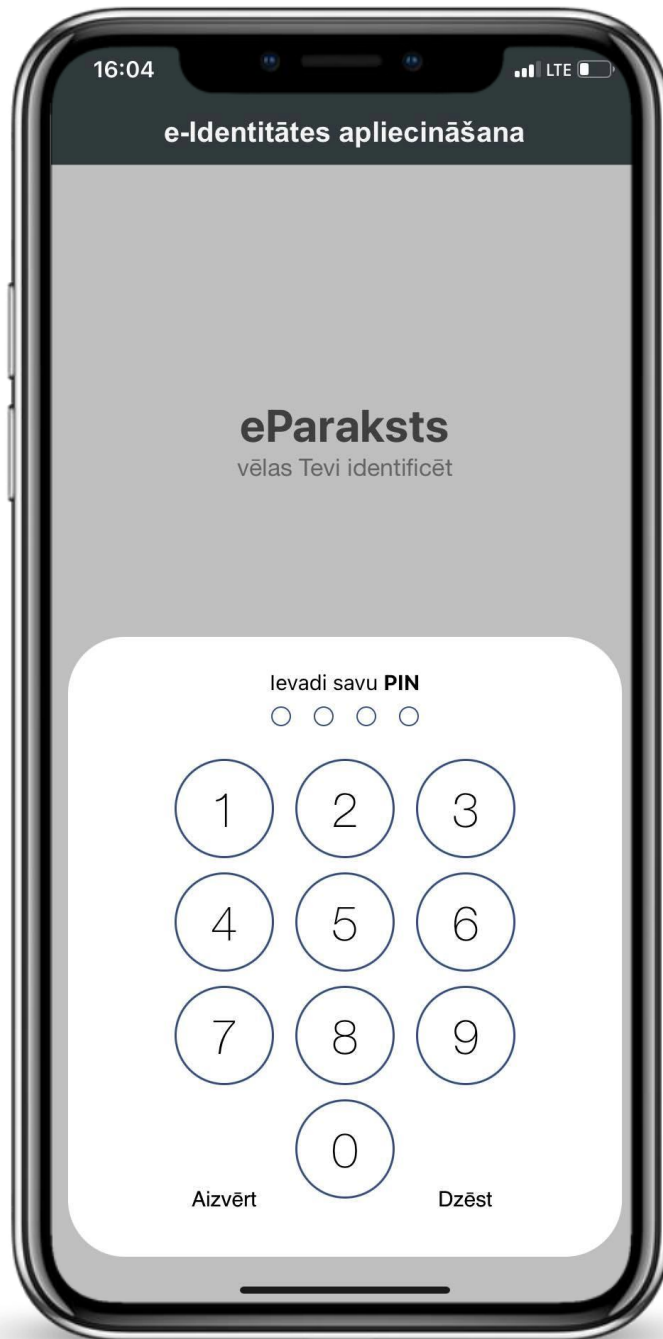 16:04 LTE
e-Identitātes apliecināšana
eParaksts
vēlas Tevi identificēt
Ievadi savu PIN
1 2 3
4 5 6
7 8 9
0
Aizvērt Dzēst